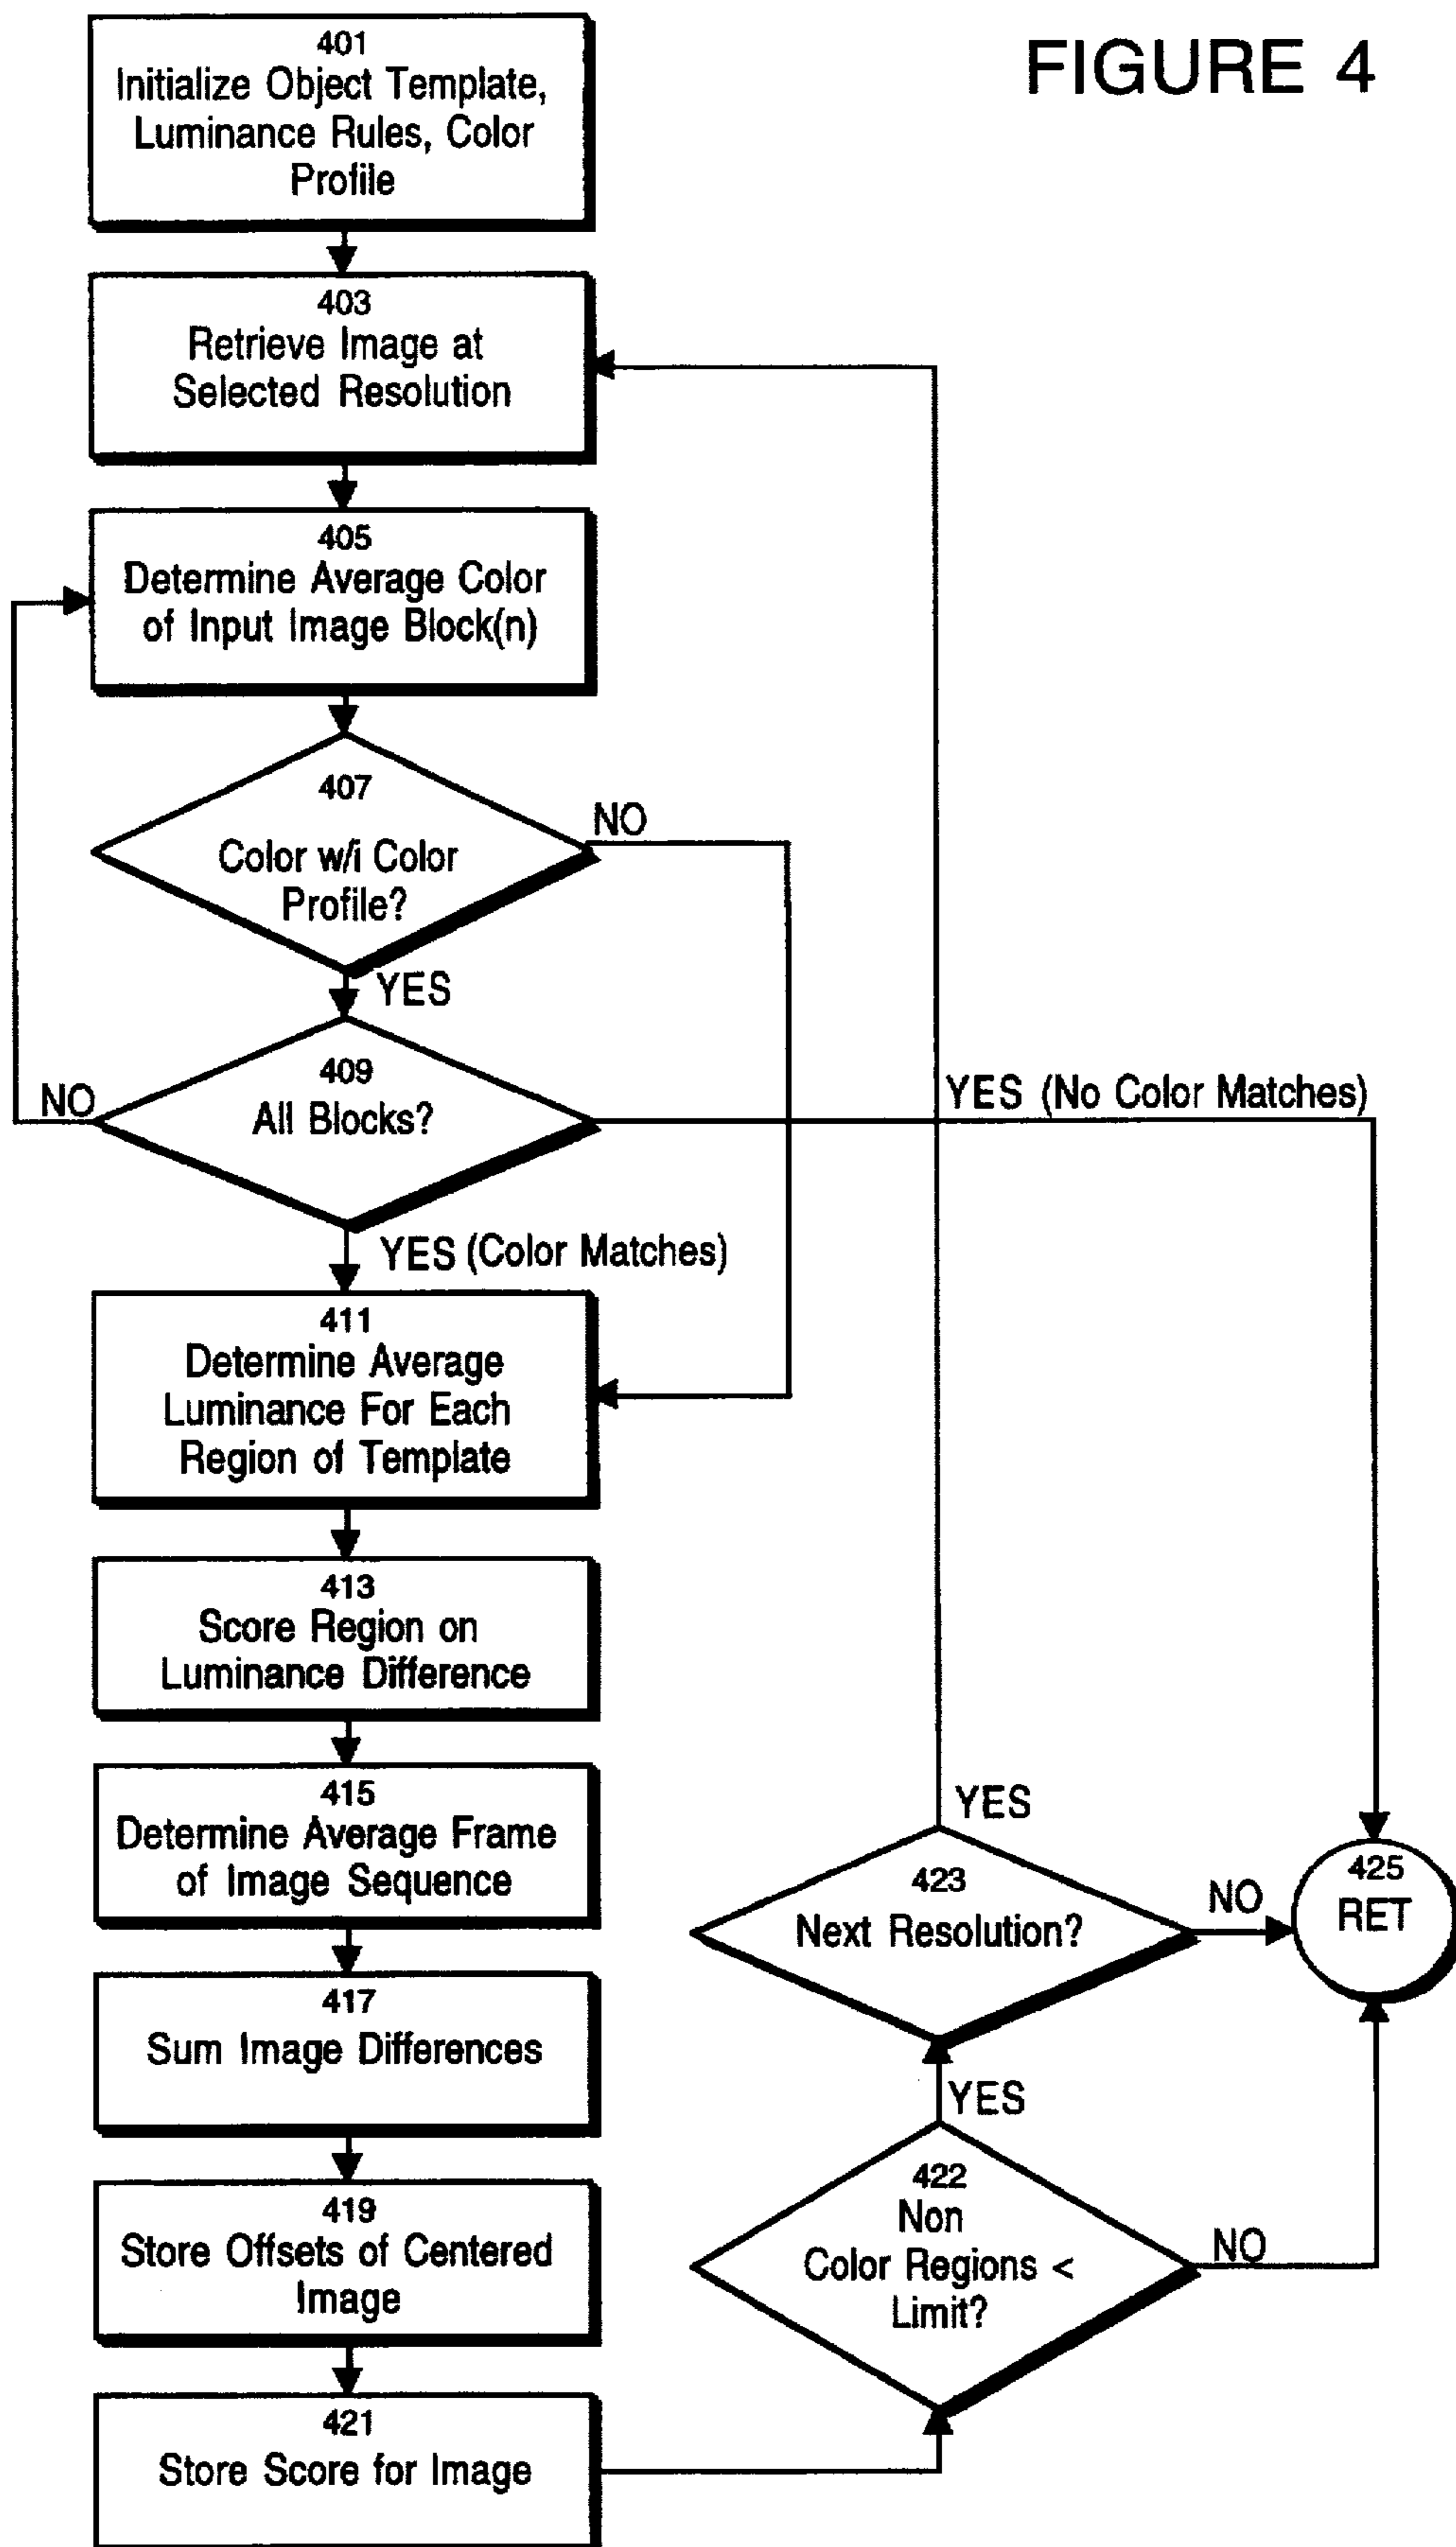 FIGURE 4
401
Initialize Object Template,
Luminance Rules, Color
Profile
403
Retrieve Image at
Selected Resolution
405
Determine Average Color
of Input Image Block(n)
407
Color w/i Color
Profile?
NO
YES
409
All Blocks?
NO
YES (No Color Matches)
YES (Color Matches)
411
Determine Average
Luminance For Each
Region of Template
413
Score Region on
Luminance Difference
415
Determine Average Frame
of Image Sequence
417
Sum Image Differences
419
Store Offsets of Centered
Image
421
Store Score for Image
422
Non
Color Regions <
Limit?
NO
YES
423
Next Resolution?
YES
NO
425
RET